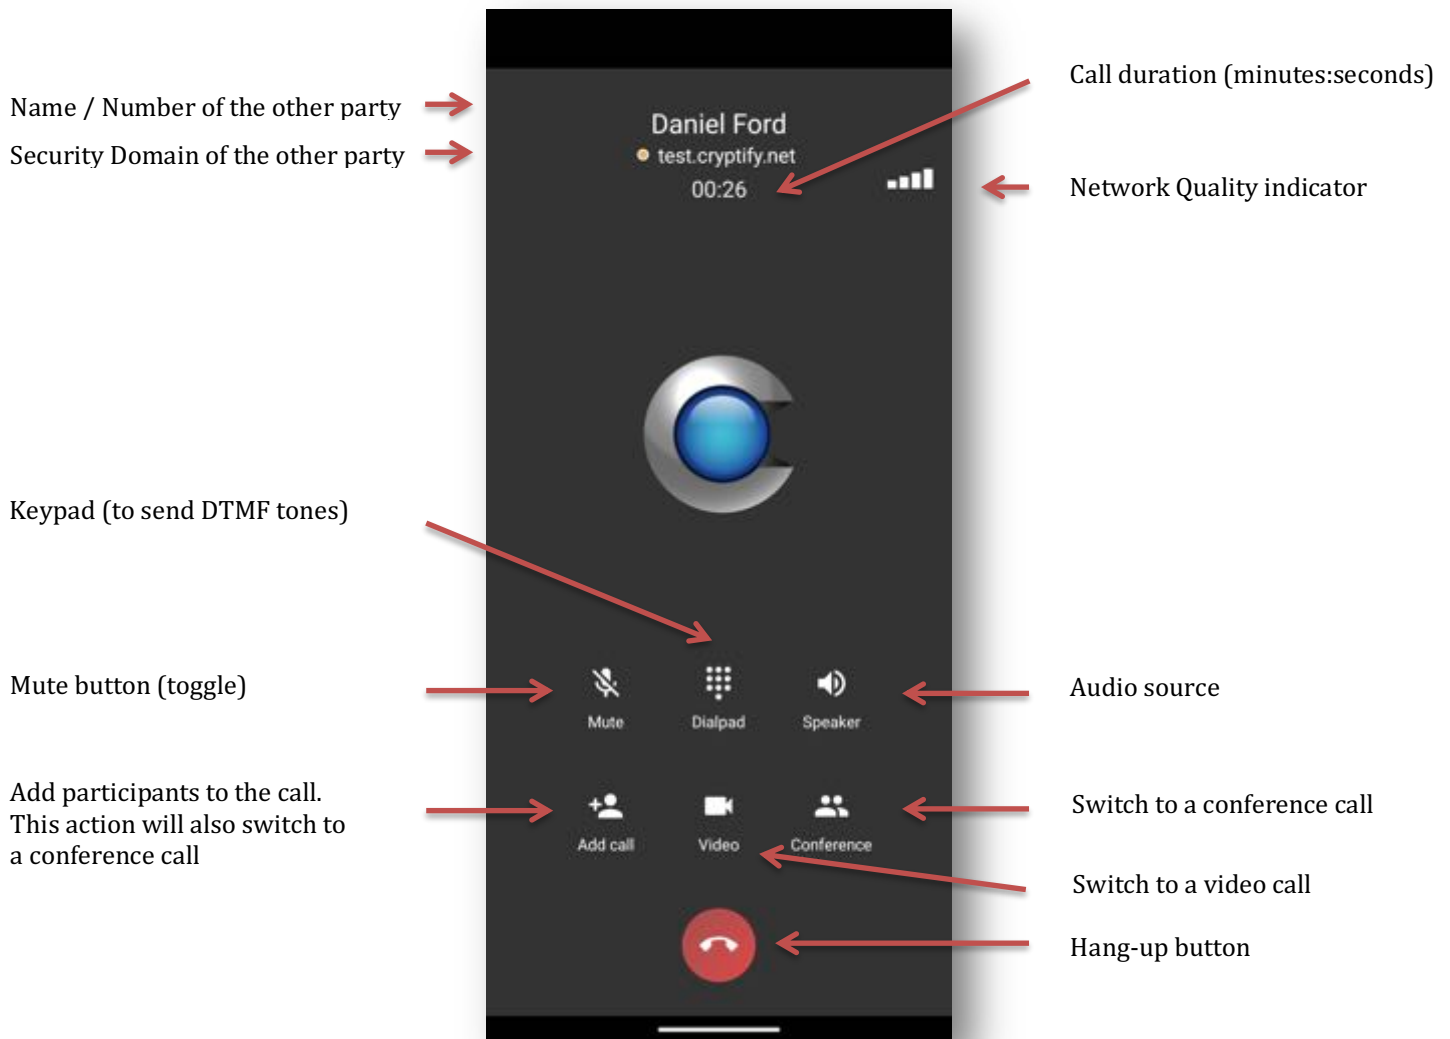 Call duration (minutes:seconds)
Name / Number of the other party
Daniel Ford
Security Domain of the other party
test.cryptify.net
00:26
Network Quality indicator
Keypad (to send DTMF tones)
Mute button (toggle)
Audio source
Mute
Dialpad
Speaker
Add participants to the call.
This action will also switch to
a conference call
Switch to a conference call
Add call
Video
Conference
Switch to a video call
Hang-up button